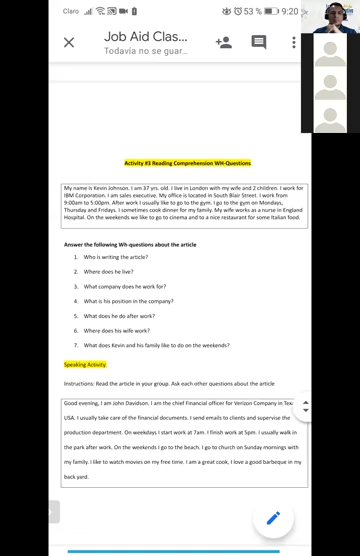 Claro 53 % 9:20
Job Aid Clas...
Todavía no se guar...
Activity #3 Reading Comprehension WH-Questions
My name is Kevin Johnson. I am 37 yrs. old. I live in London with my wife and 2 children. I work for
IBM Corporation. I am sales executive. My office is located in South Blair Street. I work from
9:00am to 5:00pm. After work I usually like to go to the gym. I go to the gym on Mondays,
Thursday and Fridays. I sometimes cook dinner for my family. My wife works as a nurse in England
Hospital. On the weekends we like to go to cinema and to a nice restaurant for some Italian food.
Answer the following Wh-questions about the article
1. Who is writing the article?
2. Where does he live?
3. What company does he work for?
4. What is his position in the company?
5. What does he do after work?
6. Where does his wife work?
7. What does Kevin and his family like to do on the weekends?
Speaking Activity
Instructions: Read the article in your group. Ask each other questions about the article
Good evening, I am John Davidson. I am the chief Financial officer for Verizon Company in
USA. I usually take care of the financial documents. I send emails to clients and supervise the
production department. On weekdays I start work at 7am. I finish work at 5pm. I usually walk in
the park after work. On the weekends I go to the beach. I go to church on Sunday mornings with
my family. I like to watch movies on my free time. I am a great cook, I love a good barbeque in my
back yard.